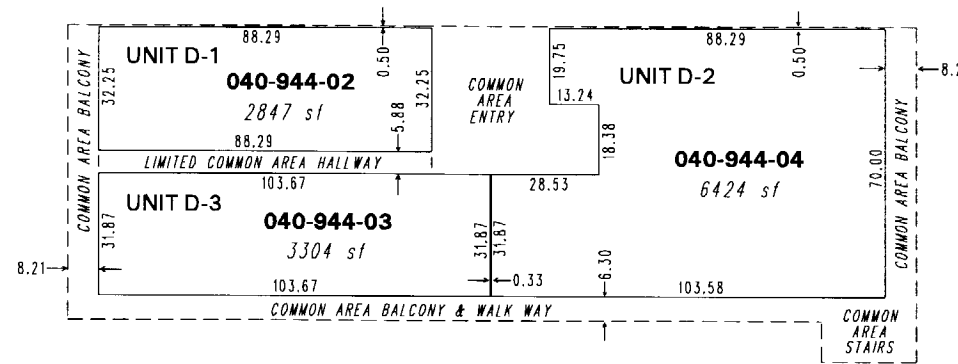 88.29
UNIT D-1
040-944-02
2847 sf
32.25
32.25
0.50
5.88
88.29
LIMITED COMMON AREA HALLWAY
COMMON AREA BALCONY
COMMON
AREA
ENTRY
88.29
19.75
13.24
UNIT D-2
0.50
18.38
040-944-04
6424 sf
70.00
COMMON AREA BALCONY
103.67
28.53
UNIT D-3
040-944-03
3304 sf
31.87
31.87
31.87
8.21
103.67
0.33
6.30
103.58
COMMON AREA BALCONY & WALK WAY
COMMON
AREA
STAIRS